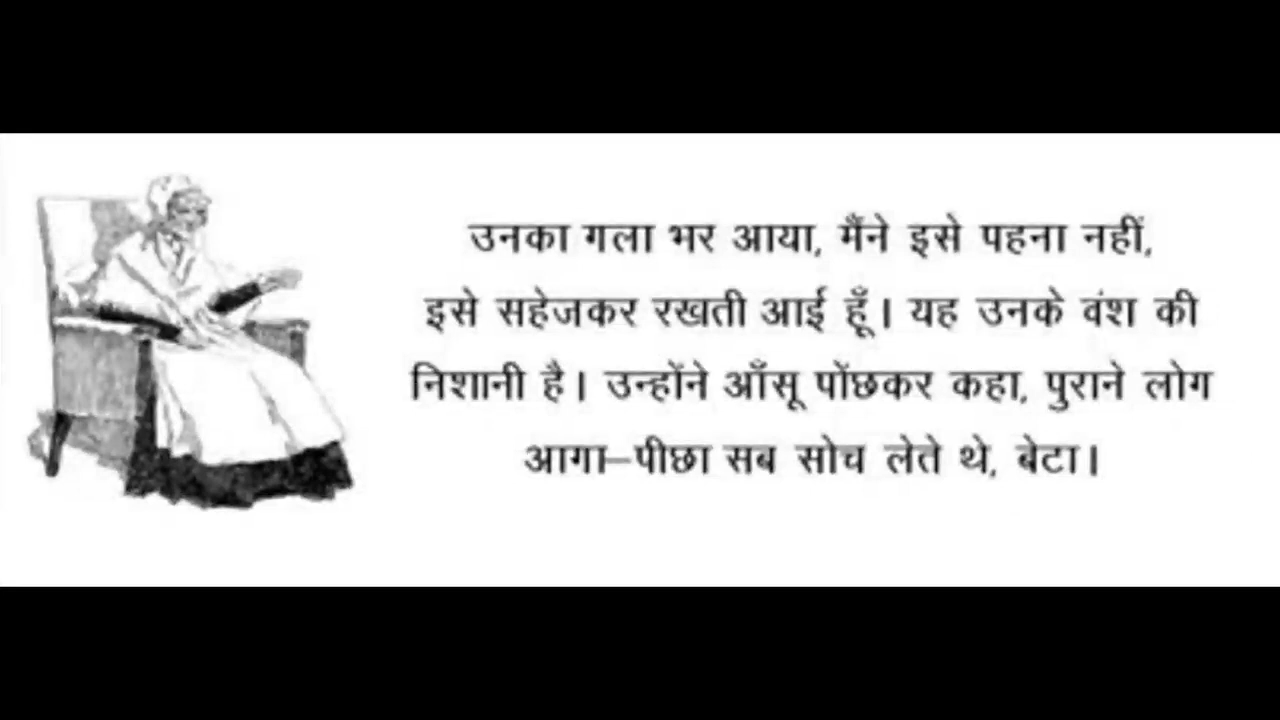 उनका गला भर आया, मैंने इसे पहना नहीं,
इसे सहेजकर रखती आई हूँ। यह उनके वंश की
निशानी है। उन्होंने आँसू पोंछकर कहा, पुराने लोग
आगा–पीछा सब सोच लेते थे, बेटा।